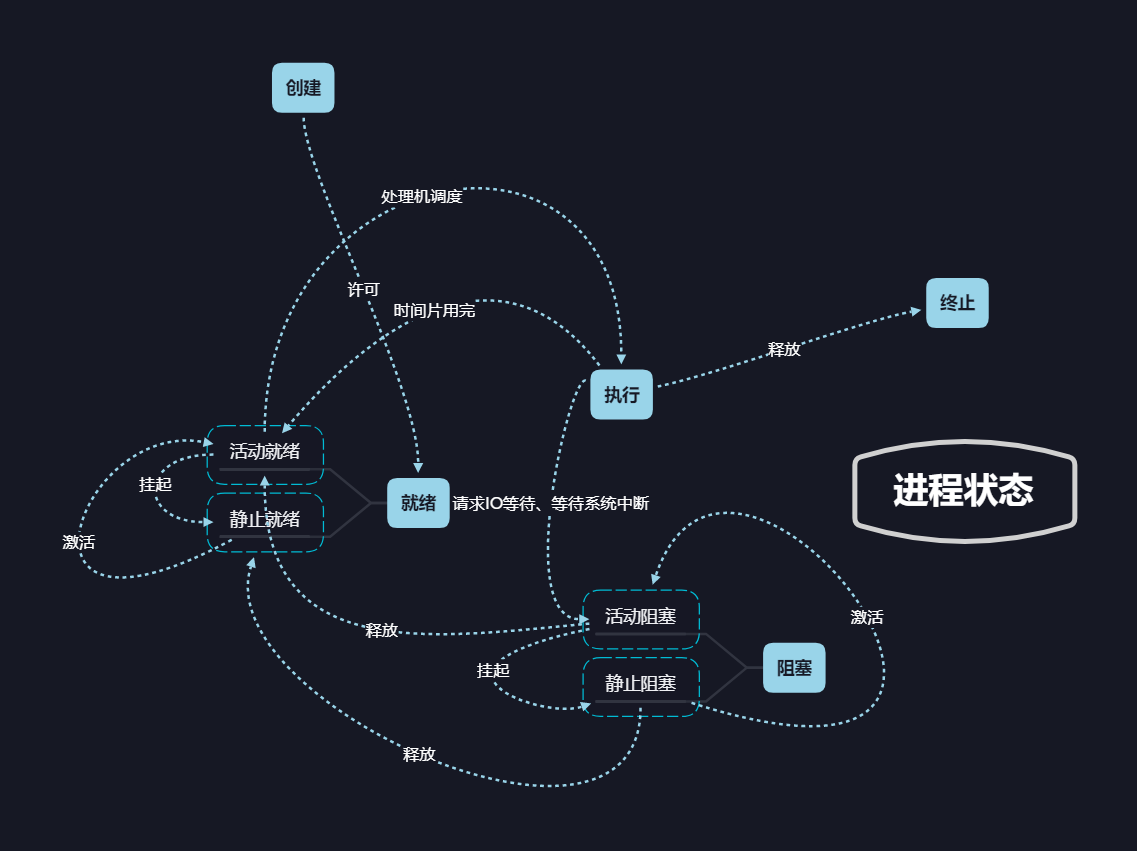 创建
处理机调度
许可
时间片用完
终止
释放
执行
活动就绪
挂起
就绪
请求IO等待、等待系统中断
进程状态
静止就绪
激活
活动阻塞
激活
释放
挂起
阻塞
静止阻塞
释放